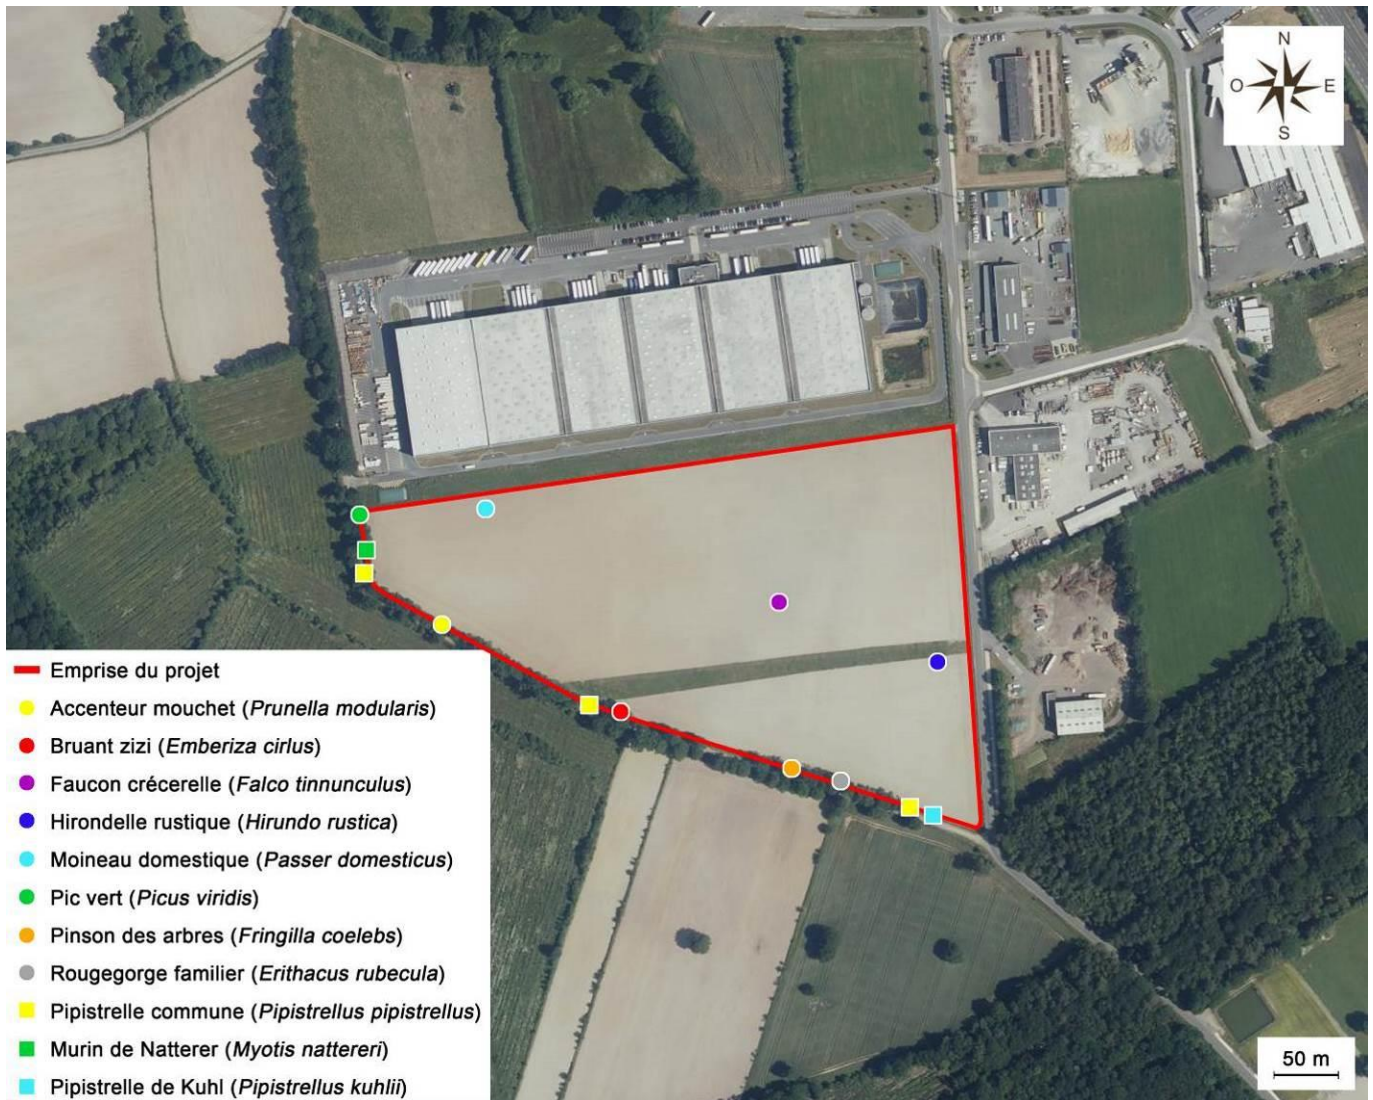 N
O E
S
Emprise du projet
Accenteur mouchet (Prunella modularis)
Bruant zizi (Emberiza cirlus)
Faucon crécerelle (Falco tinnunculus)
Hirondelle rustique (Hirundo rustica)
Moineau domestique (Passer domesticus)
Pic vert (Picus viridis)
Pinson des arbres (Fringilla coelebs)
Rougegorge familier (Erithacus rubecula)
Pipistrelle commune (Pipistrellus pipistrellus)
Murin de Natterer (Myotis nattereri)
Pipistrelle de Kuhl (Pipistrellus kuhlii)
50 m